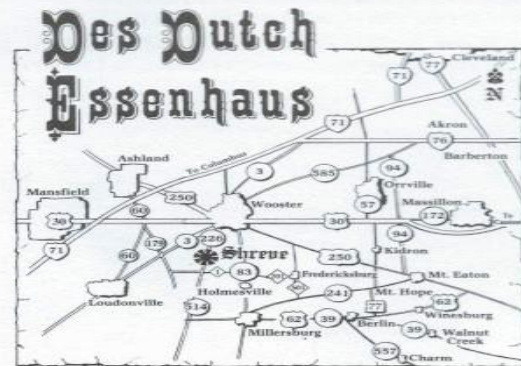 Des Dutch
Essenhaus
71
77
Cleveland
N
71
Akron
76
Barberton
To Columbus
3
585
94
Ashland
250
Mansfield
30
71
60
Wooster
30
57
Orrville
Massillon
172
To
179
3
226
Shreve
250
94
Kidron
60
1
83
Fredericksburg
Mt. Eaton
Loudonville
Holmesville
241
Mt. Hope
514
77
62
Winesburg
Millersburg
62
39
Berlin
39
Walnut
Creek
557
Charm